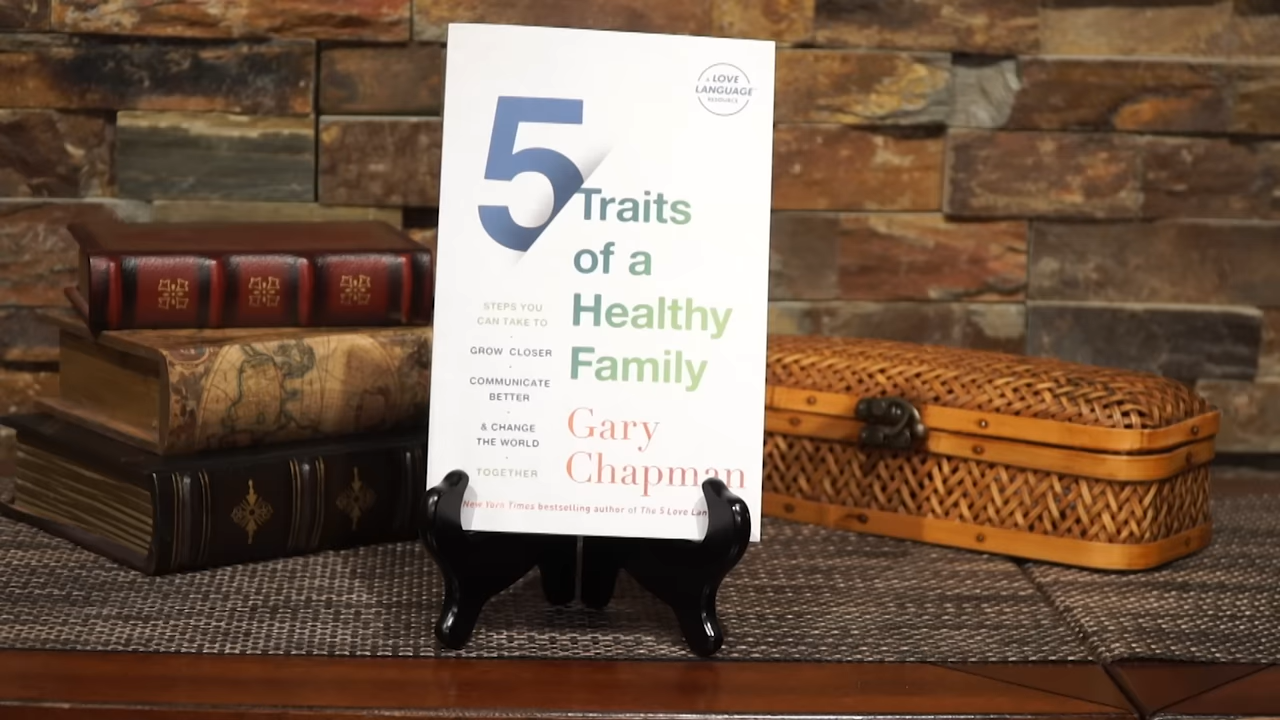 A LOVE
LANGUAGE
RESOURCE
5
Traits
of a
Healthy
Family
STEPS YOU
CAN TAKE TO
GROW CLOSER
COMMUNICATE
BETTER
& CHANGE
THE WORLD
TOGETHER
Gary
Chapman
New York Times bestselling author of The 5 Love